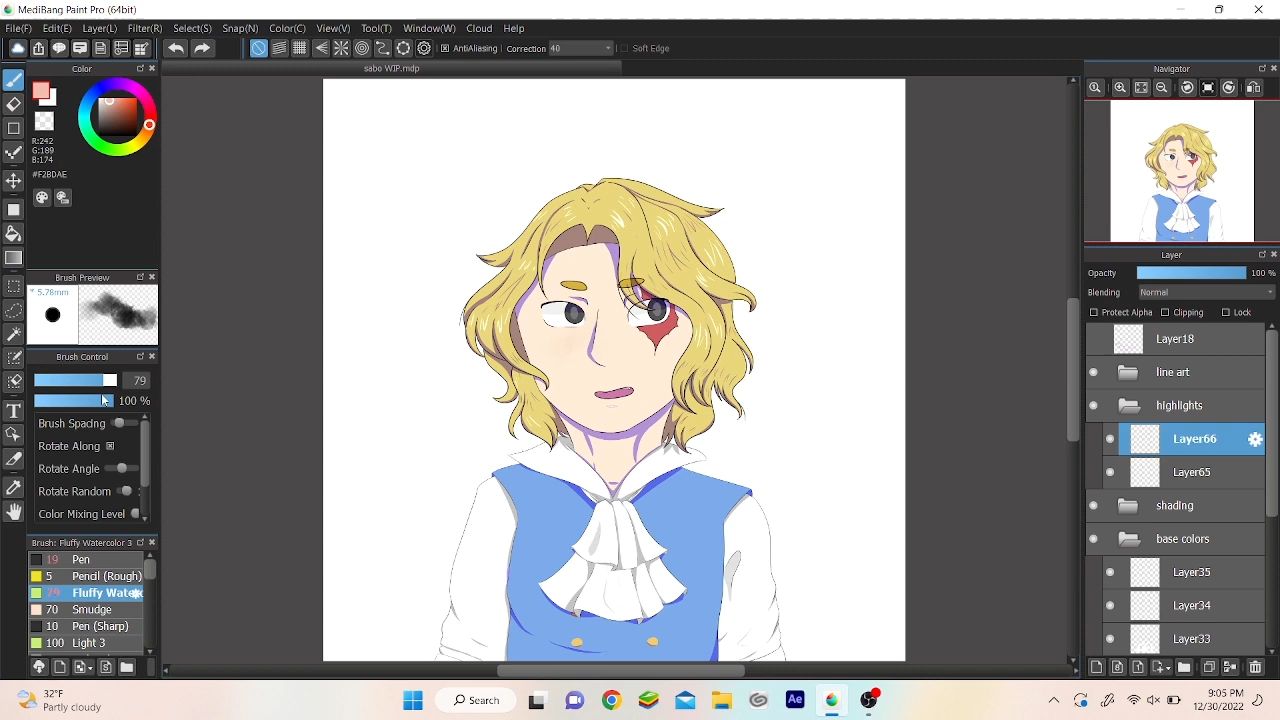 MediBang Paint Pro (64bit)
File(F) Edit(E) Layer(L) Filter(R) Select(S) Snap(N) Color(C) View(V) Tool(T) Window(W) Cloud Help
AntiAliasing Correction 40 Soft Edge
sabo WIP.mdp
Color
R:242
G:189
B:174
#F2BDAE
Brush Preview
5.78mm
Brush Control
79
100 %
Brush Spacing
Rotate Along
Rotate Angle
Rotate Random
Color Mixing Level
Brush: Fluffy Watercolor 3
19 Pen
5 Pencil (Rough)
74 Fluffy Waterc
70 Smudge
10 Pen (Sharp)
100 Light 3
Navigator
Layer
Opacity 100 %
Blending Normal
Protect Alpha Clipping Lock
Layer18
line art
highlights
Layer66
Layer65
shading
base colors
Layer35
Layer34
Layer33
32°F
Partly cloudy
Search
Ae
9:05 PM
12/30/2022